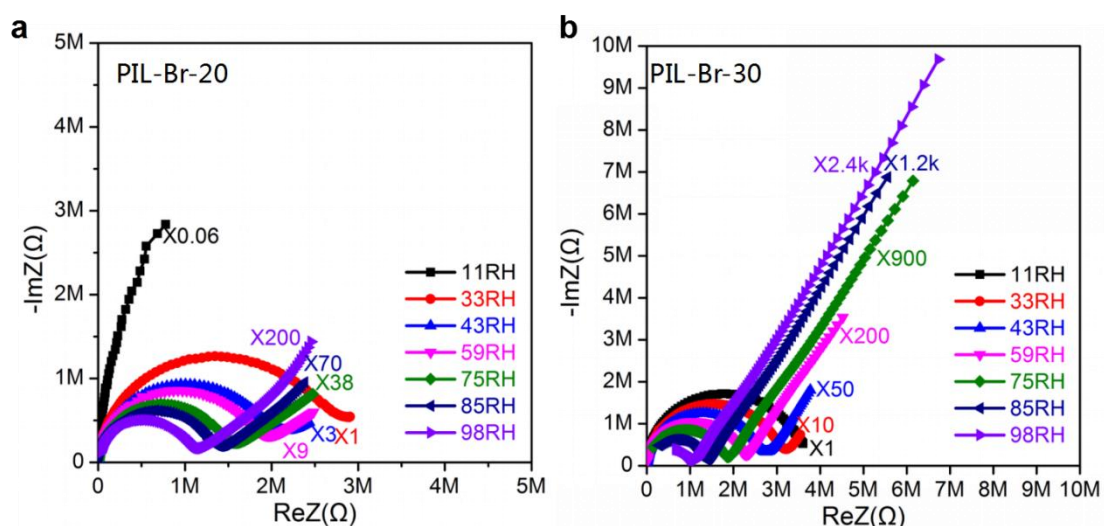 a
PIL-Br-20
5M
4M
3M
2M
1M
0
-ImZ(Ω)
X0.06
X200
X70
X38
X3
X1
X9
11RH
33RH
43RH
59RH
75RH
85RH
98RH
0
1M
2M
3M
4M
5M
ReZ(Ω)
b
PIL-Br-30
10M
9M
8M
7M
6M
5M
4M
3M
2M
1M
0
-ImZ(Ω)
X2.4k
X1.2k
X900
X200
X50
X10
X1
11RH
33RH
43RH
59RH
75RH
85RH
98RH
0
1M
2M
3M
4M
5M
6M
7M
8M
9M
10M
ReZ(Ω)